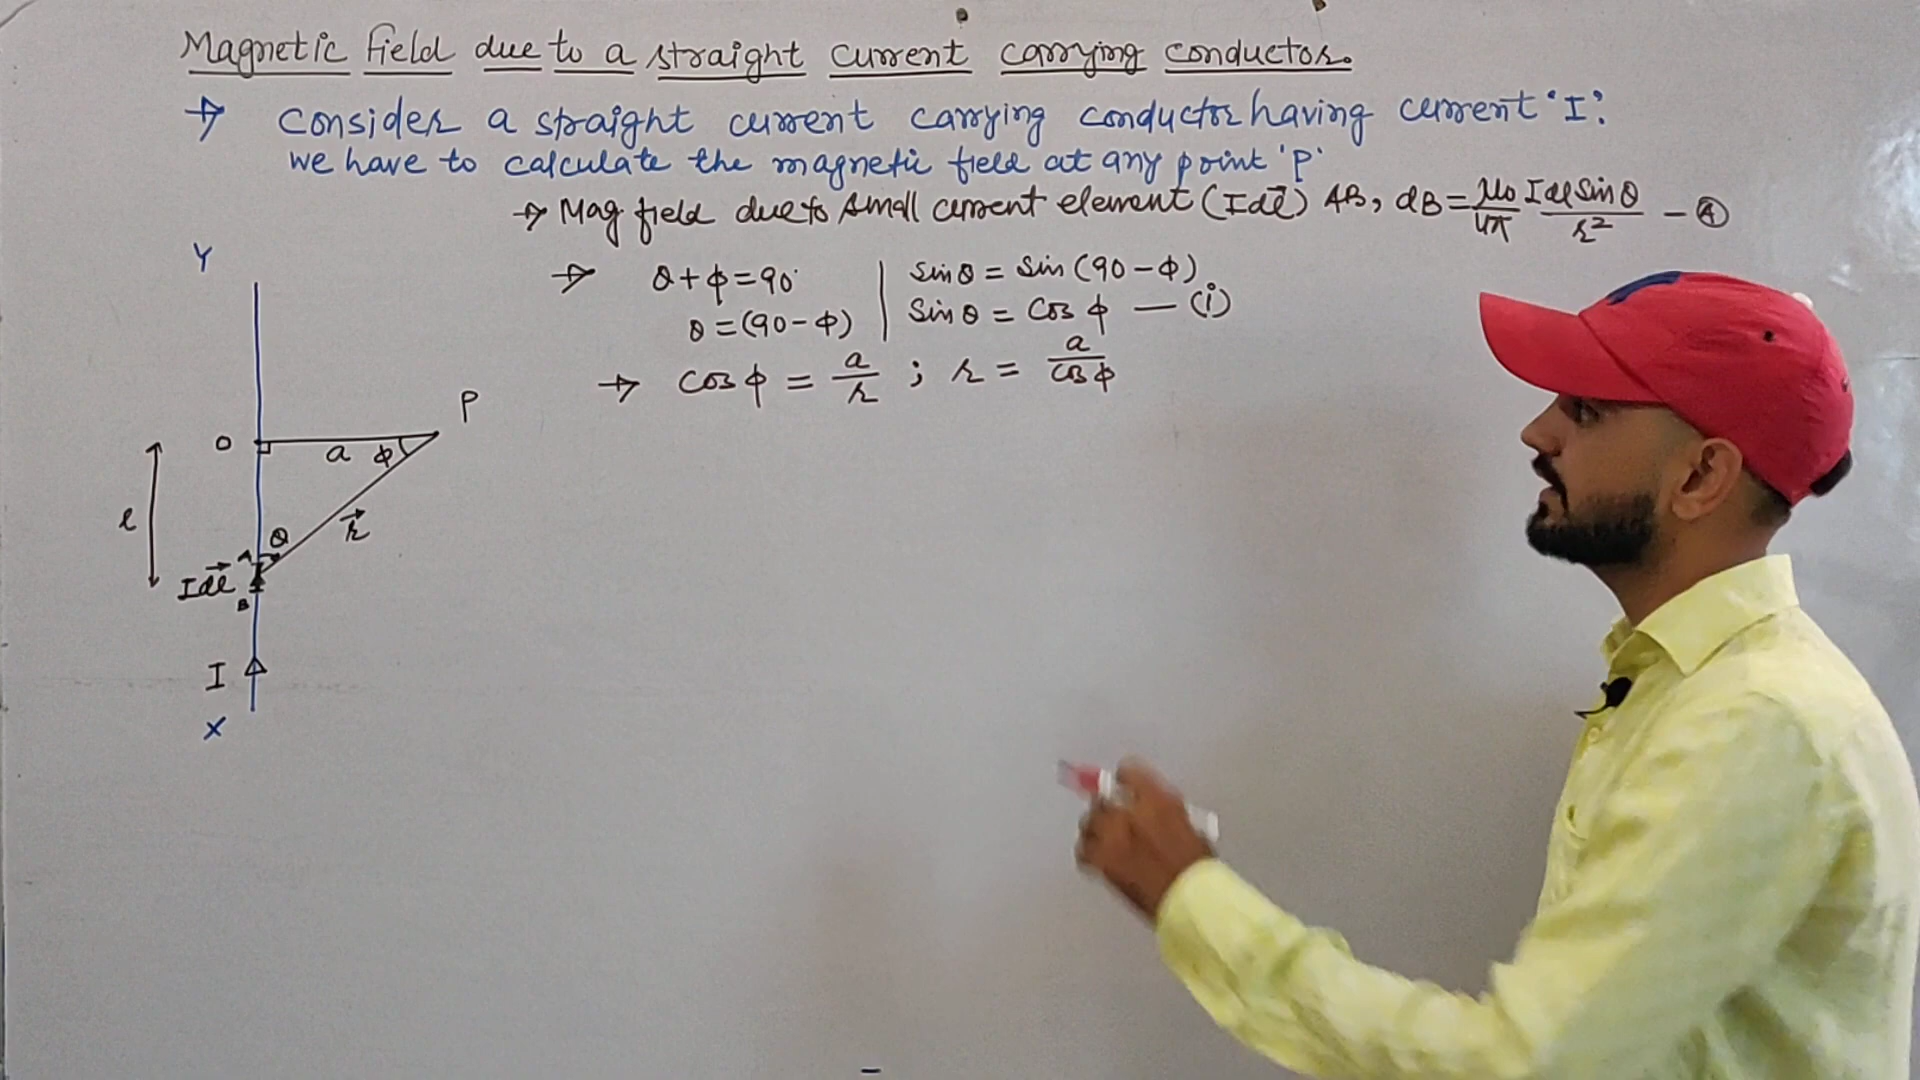 Magnetic field due to a straight current carrying conductor.
→ Consider a straight current carrying conductor having current 'I'.
we have to calculate the magnetic field at any point 'P'
→ Mag field due to small current element (Idl⃗) AB, dB = μ₀/4π Idl sinθ/r² — Ⓐ
→ θ + ϕ = 90° | sinθ = sin(90 - ϕ)
θ = (90 - ϕ) | sinθ = cos ϕ — (i)
→ cos ϕ = a/r ; r = a/cos ϕ
Y
P
O
a ϕ
l
θ
r⃗
A
Idl⃗
B
I
X